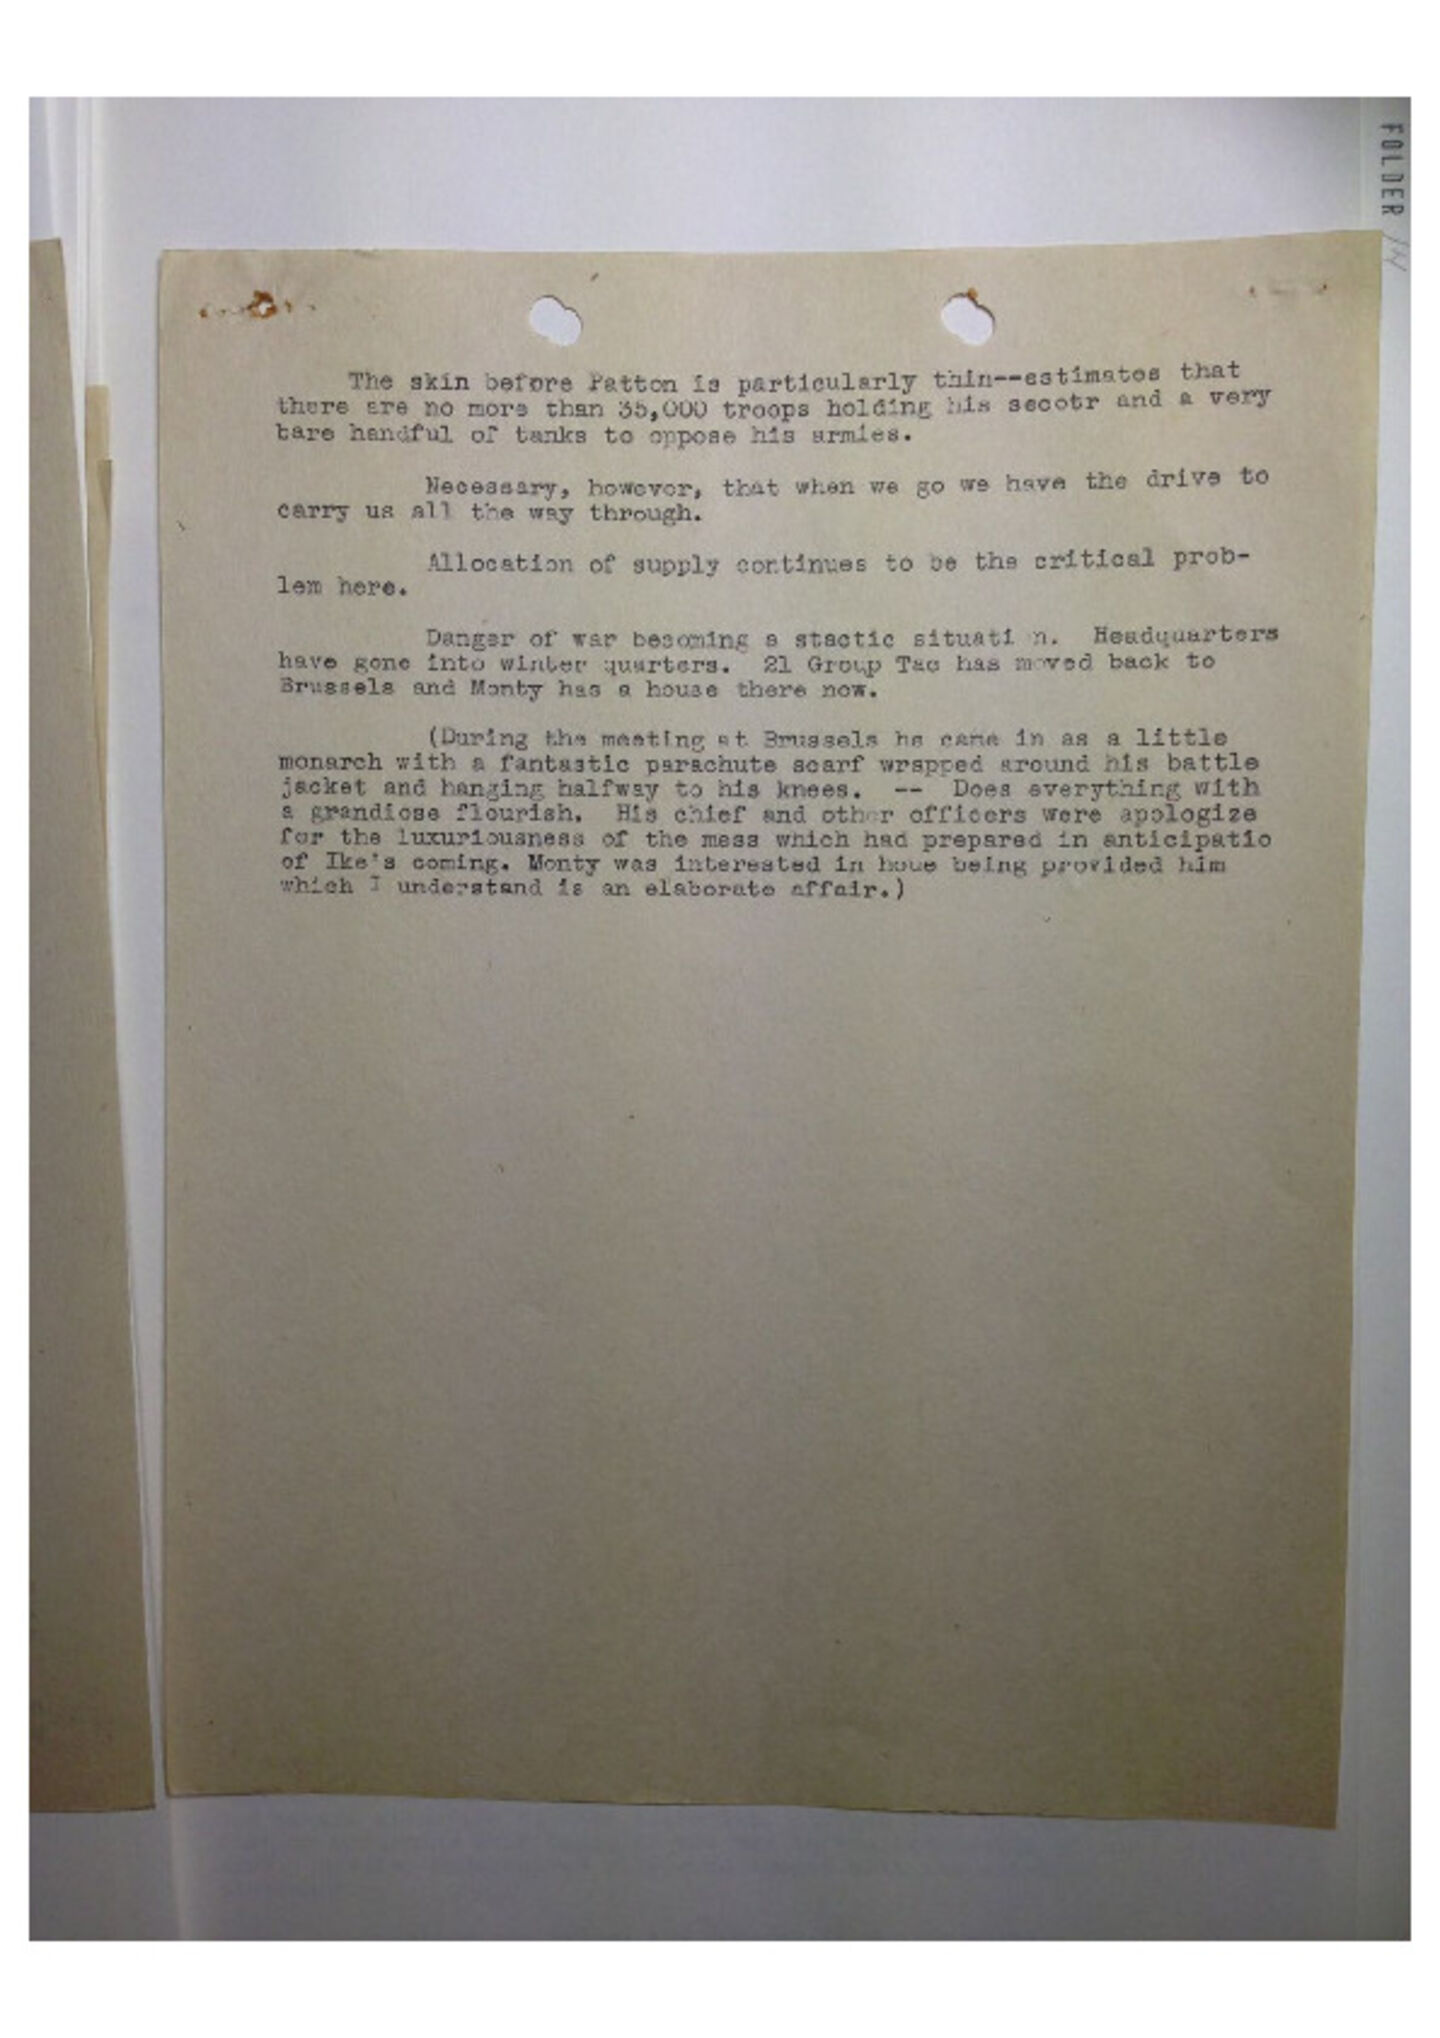 FOLDER 14
The skin before Patton is particularly thin--estimates that
there are no more than 35,000 troops holding his secotr and a very
bare handful of tanks to oppose his armies.
Necessary, however, that when we go we have the drive to
carry us all the way through.
Allocation of supply continues to be the critical prob-
lem here.
Danger of war becoming a stactic situati n. Headquarters
have gone into winter quarters. 21 Group Tac has moved back to
Brussels and Monty has a house there now.
(During the meeting at Brussels he came in as a little
monarch with a fantastic parachute scarf wrapped around his battle
jacket and hanging halfway to his knees. -- Does everything with
a grandiose flourish. His chief and other officers were apologize
for the luxuriousness of the mess which had prepared in anticipatio
of Ike's coming. Monty was interested in houe being provided him
which I understand is an elaborate affair.)